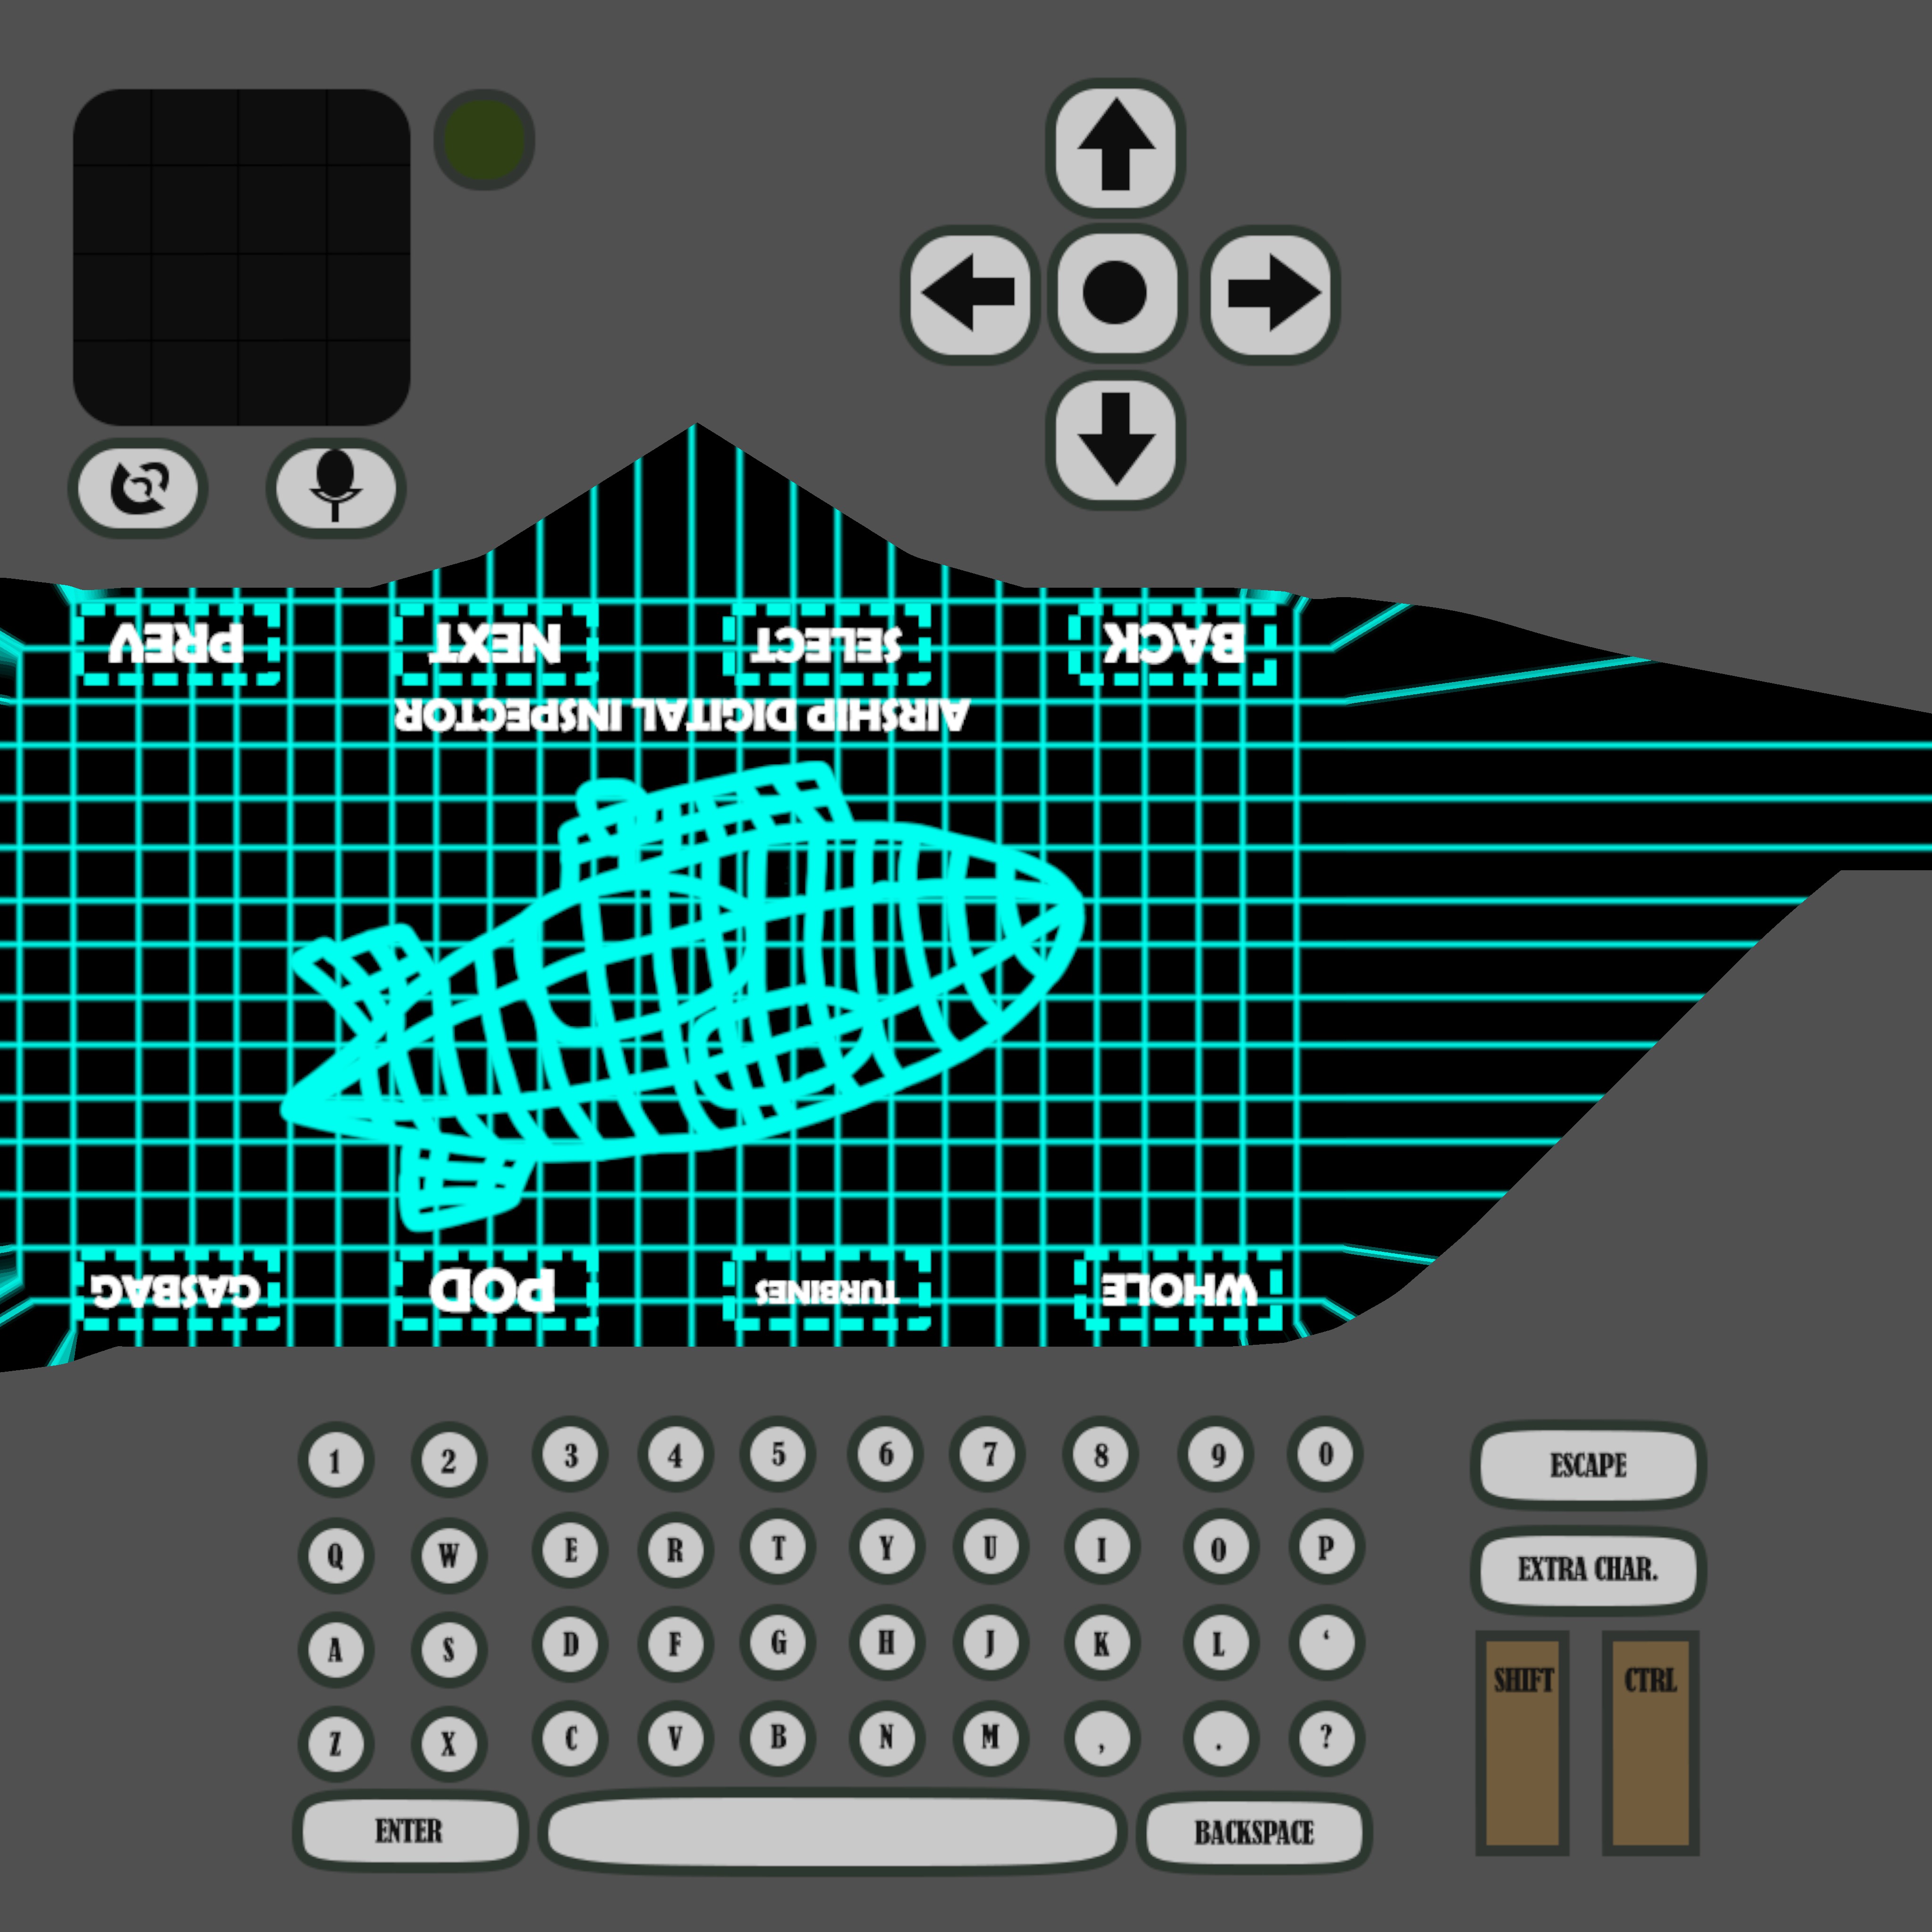 PREV NEXT SELECT BACK
AIRSHIP DIGITAL INSPECTOR
GASBAG POD TURBINES WHOLE
1 2 3 4 5 6 7 8 9 0
ESCAPE
Q W E R T Y U I O P
EXTRA CHAR.
A S D F G H J K L ‘
SHIFT CTRL
Z X C V B N M , . ?
ENTER BACKSPACE